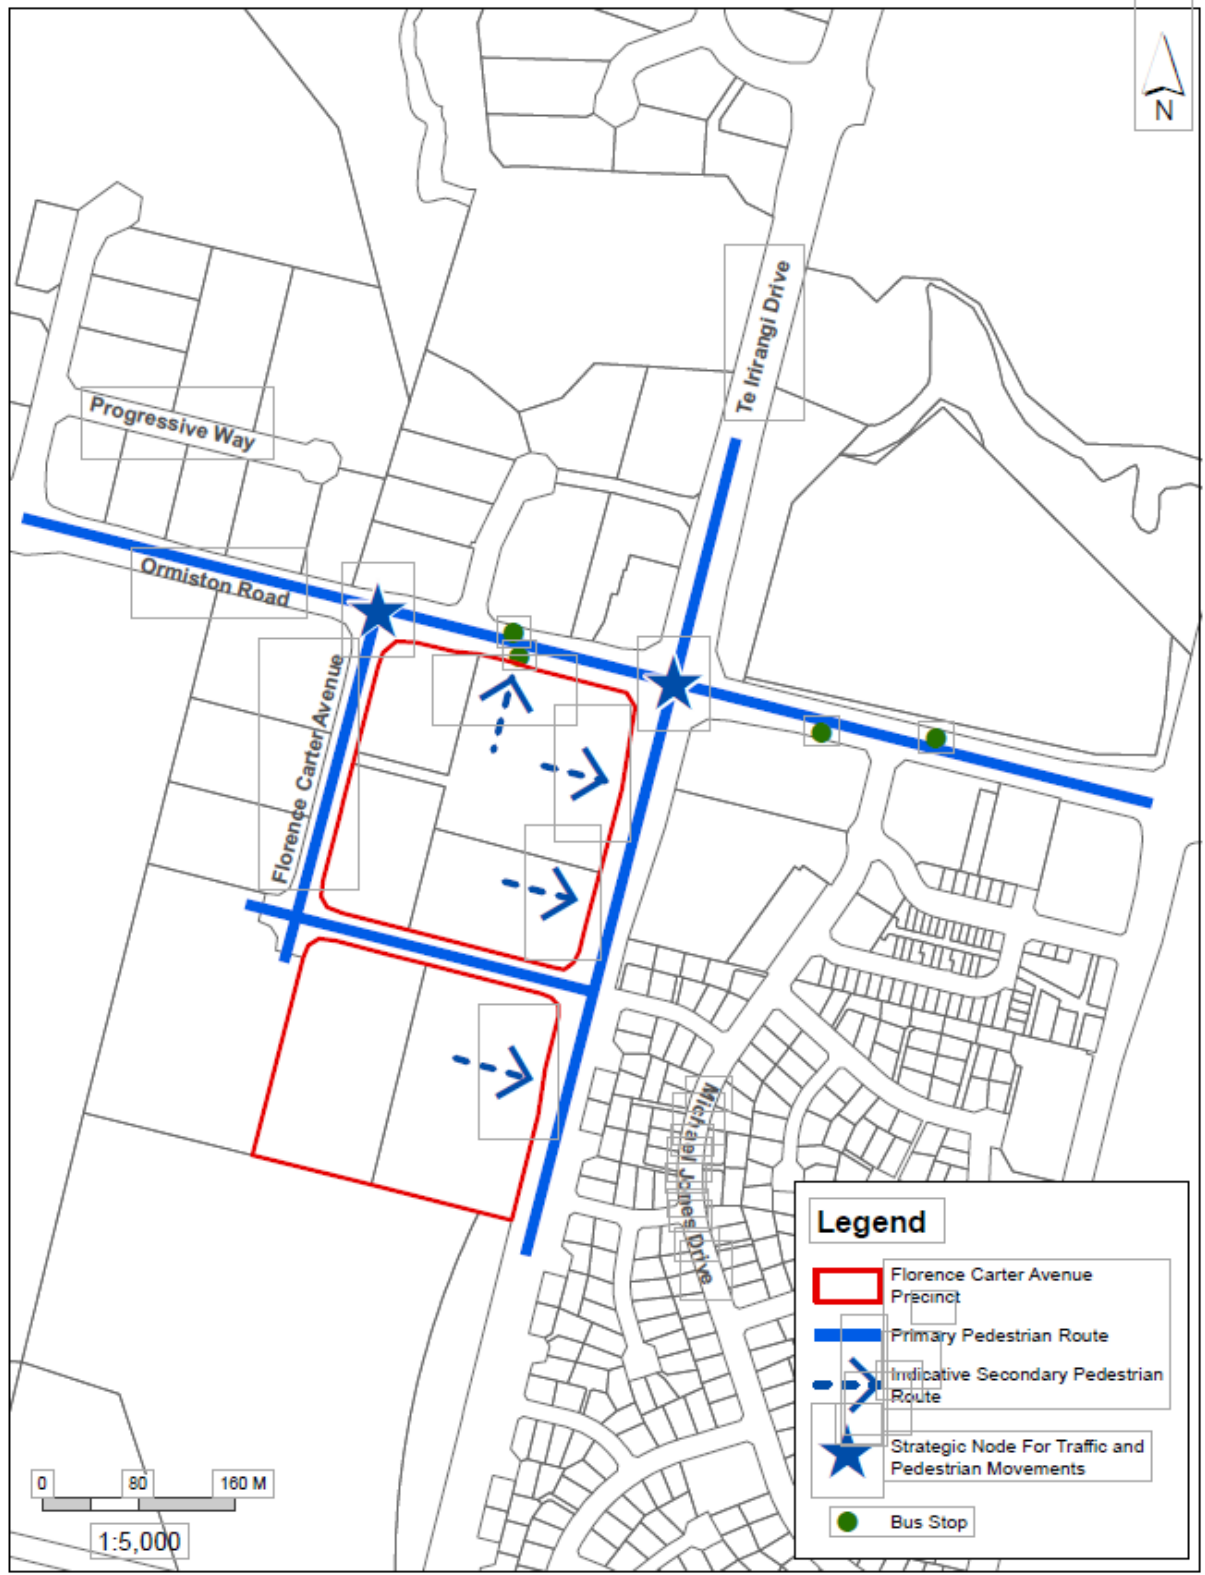 N
Te Irirangi Drive
Progressive Way
Ormiston Road
Florence Carter Avenue
Michael Jones Drive
Legend
Florence Carter Avenue
Precinct
Primary Pedestrian Route
Indicative Secondary Pedestrian
Route
Strategic Node For Traffic and
Pedestrian Movements
Bus Stop
0 80 160 M
1:5,000